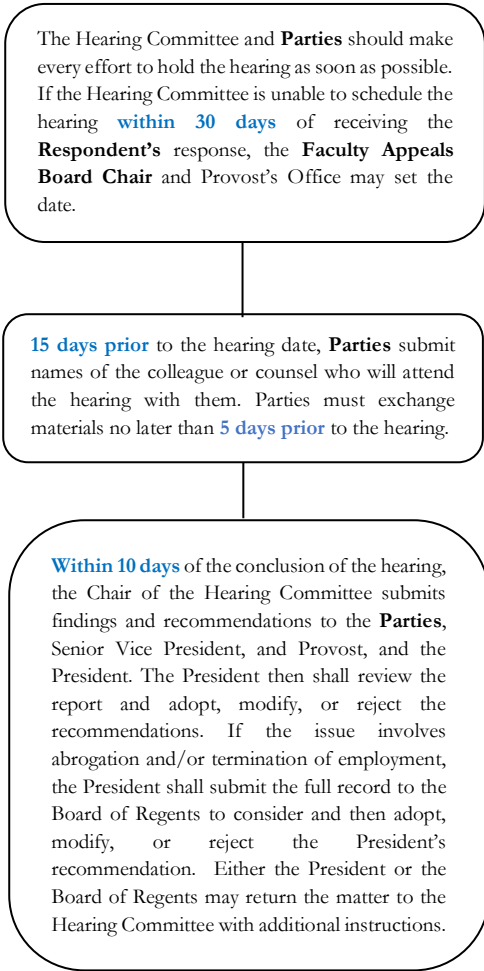 The Hearing Committee and Parties should make
every effort to hold the hearing as soon as possible.
If the Hearing Committee is unable to schedule the
hearing within 30 days of receiving the
Respondent's response, the Faculty Appeals
Board Chair and Provost's Office may set the
date.
15 days prior to the hearing date, Parties submit
names of the colleague or counsel who will attend
the hearing with them. Parties must exchange
materials no later than 5 days prior to the hearing.
Within 10 days of the conclusion of the hearing,
the Chair of the Hearing Committee submits
findings and recommendations to the Parties,
Senior Vice President, and Provost, and the
President. The President then shall review the
report and adopt, modify, or reject the
recommendations. If the issue involves
abrogation and/or termination of employment,
the President shall submit the full record to the
Board of Regents to consider and then adopt,
modify, or reject the President's
recommendation. Either the President or the
Board of Regents may return the matter to the
Hearing Committee with additional instructions.